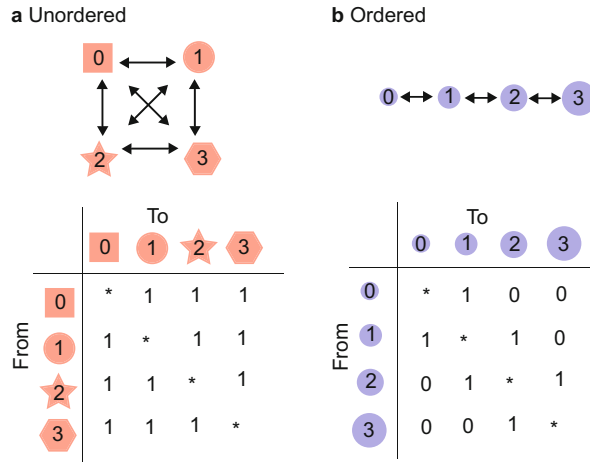 a Unordered
0 1
2 3
To
0 1 2 3
From
0 * 1 1 1
1 1 * 1 1
2 1 1 * 1
3 1 1 1 *
b Ordered
0 1 2 3
To
0 1 2 3
From
0 * 1 0 0
1 1 * 1 0
2 0 1 * 1
3 0 0 1 *